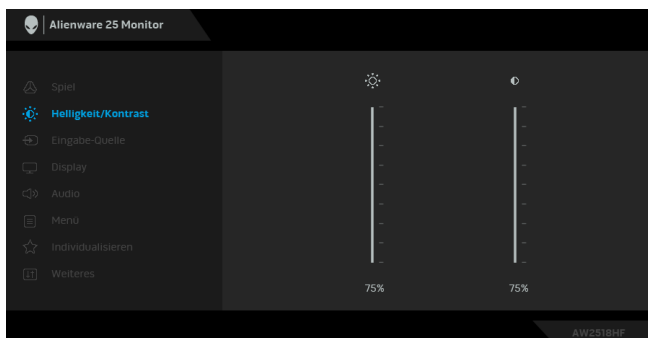 Alienware 25 Monitor
Spiel
Helligkeit/Kontrast
Eingabe-Quelle
Display
Audio
Menü
Individualisieren
Weiteres
75%
75%
AW2518HF